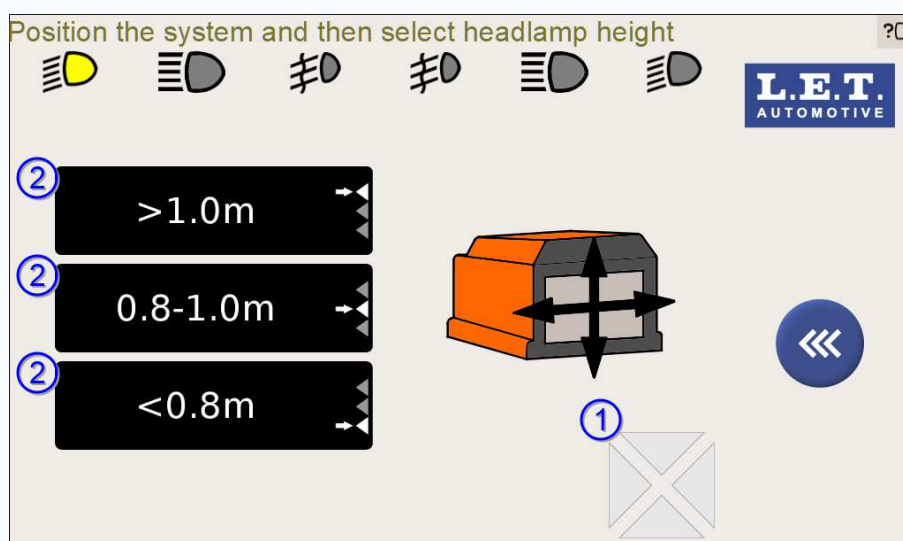 Position the system and then select headlamp height
?
L.E.T.
AUTOMOTIVE
2
>1.0m
2
0.8-1.0m
2
<0.8m
1